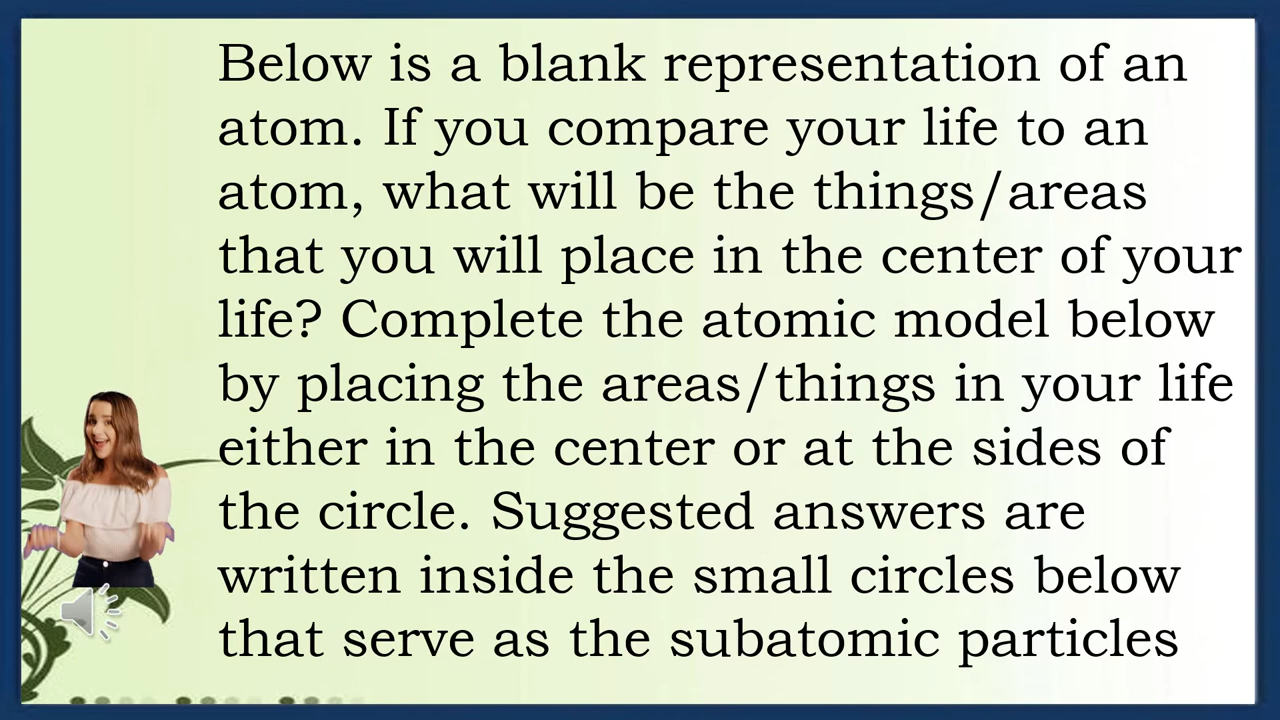 Below is a blank representation of an
atom. If you compare your life to an
atom, what will be the things/areas
that you will place in the center of your
life? Complete the atomic model below
by placing the areas/things in your life
either in the center or at the sides of
the circle. Suggested answers are
written inside the small circles below
that serve as the subatomic particles